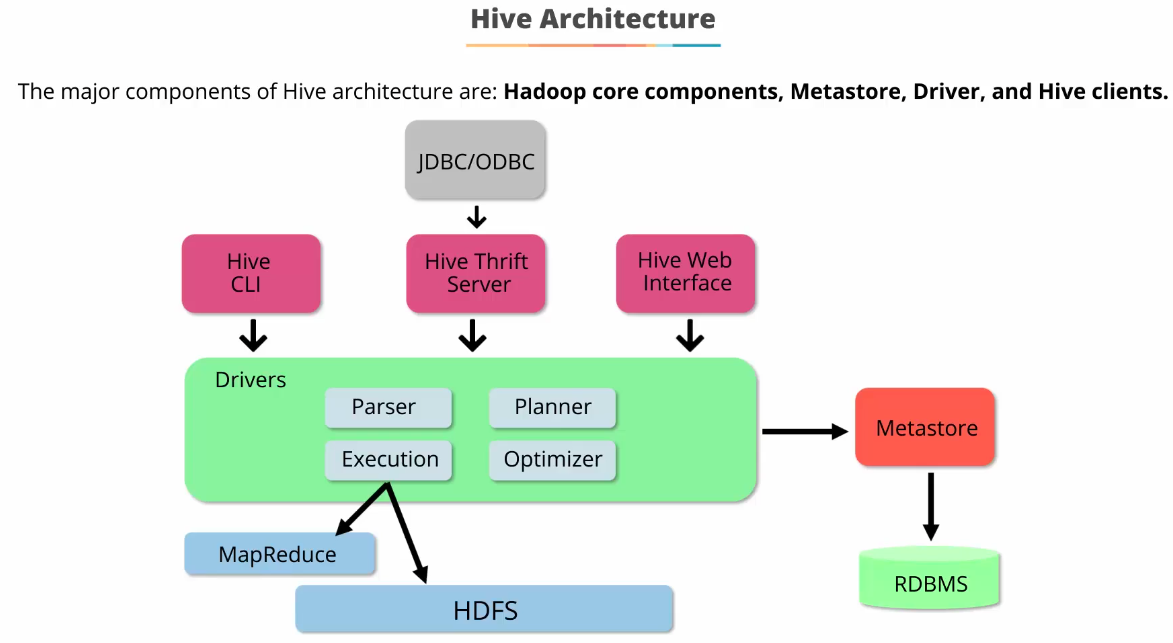 Hive Architecture
The major components of Hive architecture are: Hadoop core components, Metastore, Driver, and Hive clients.
JDBC/ODBC
Hive
CLI
Hive Thrift
Server
Hive Web
Interface
Drivers
Parser
Planner
Execution
Optimizer
Metastore
MapReduce
HDFS
RDBMS